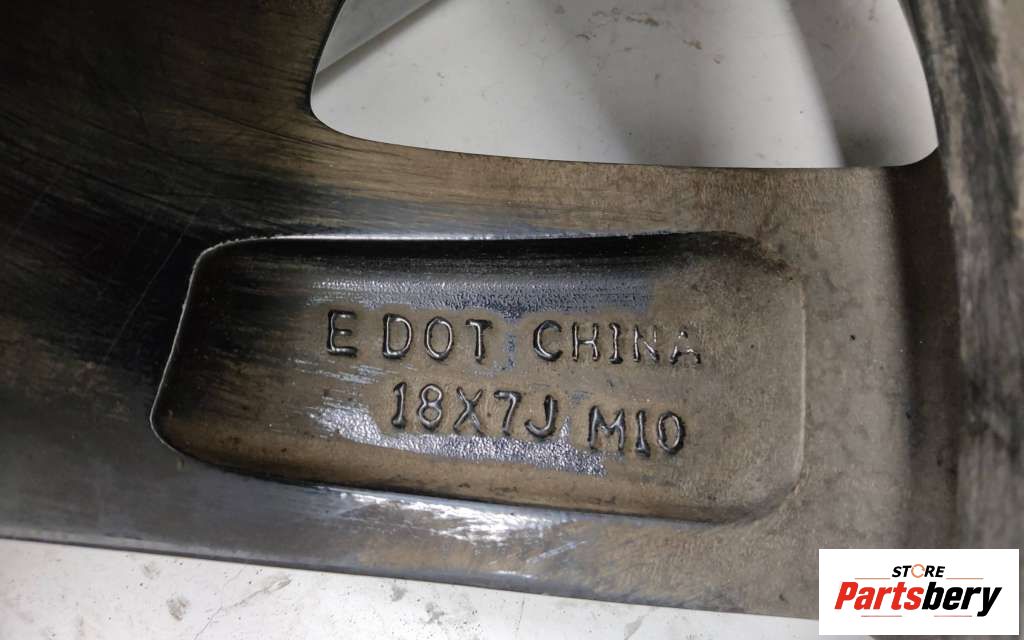 E DOT CHINA
18X7J M10
STORE
Partsbery